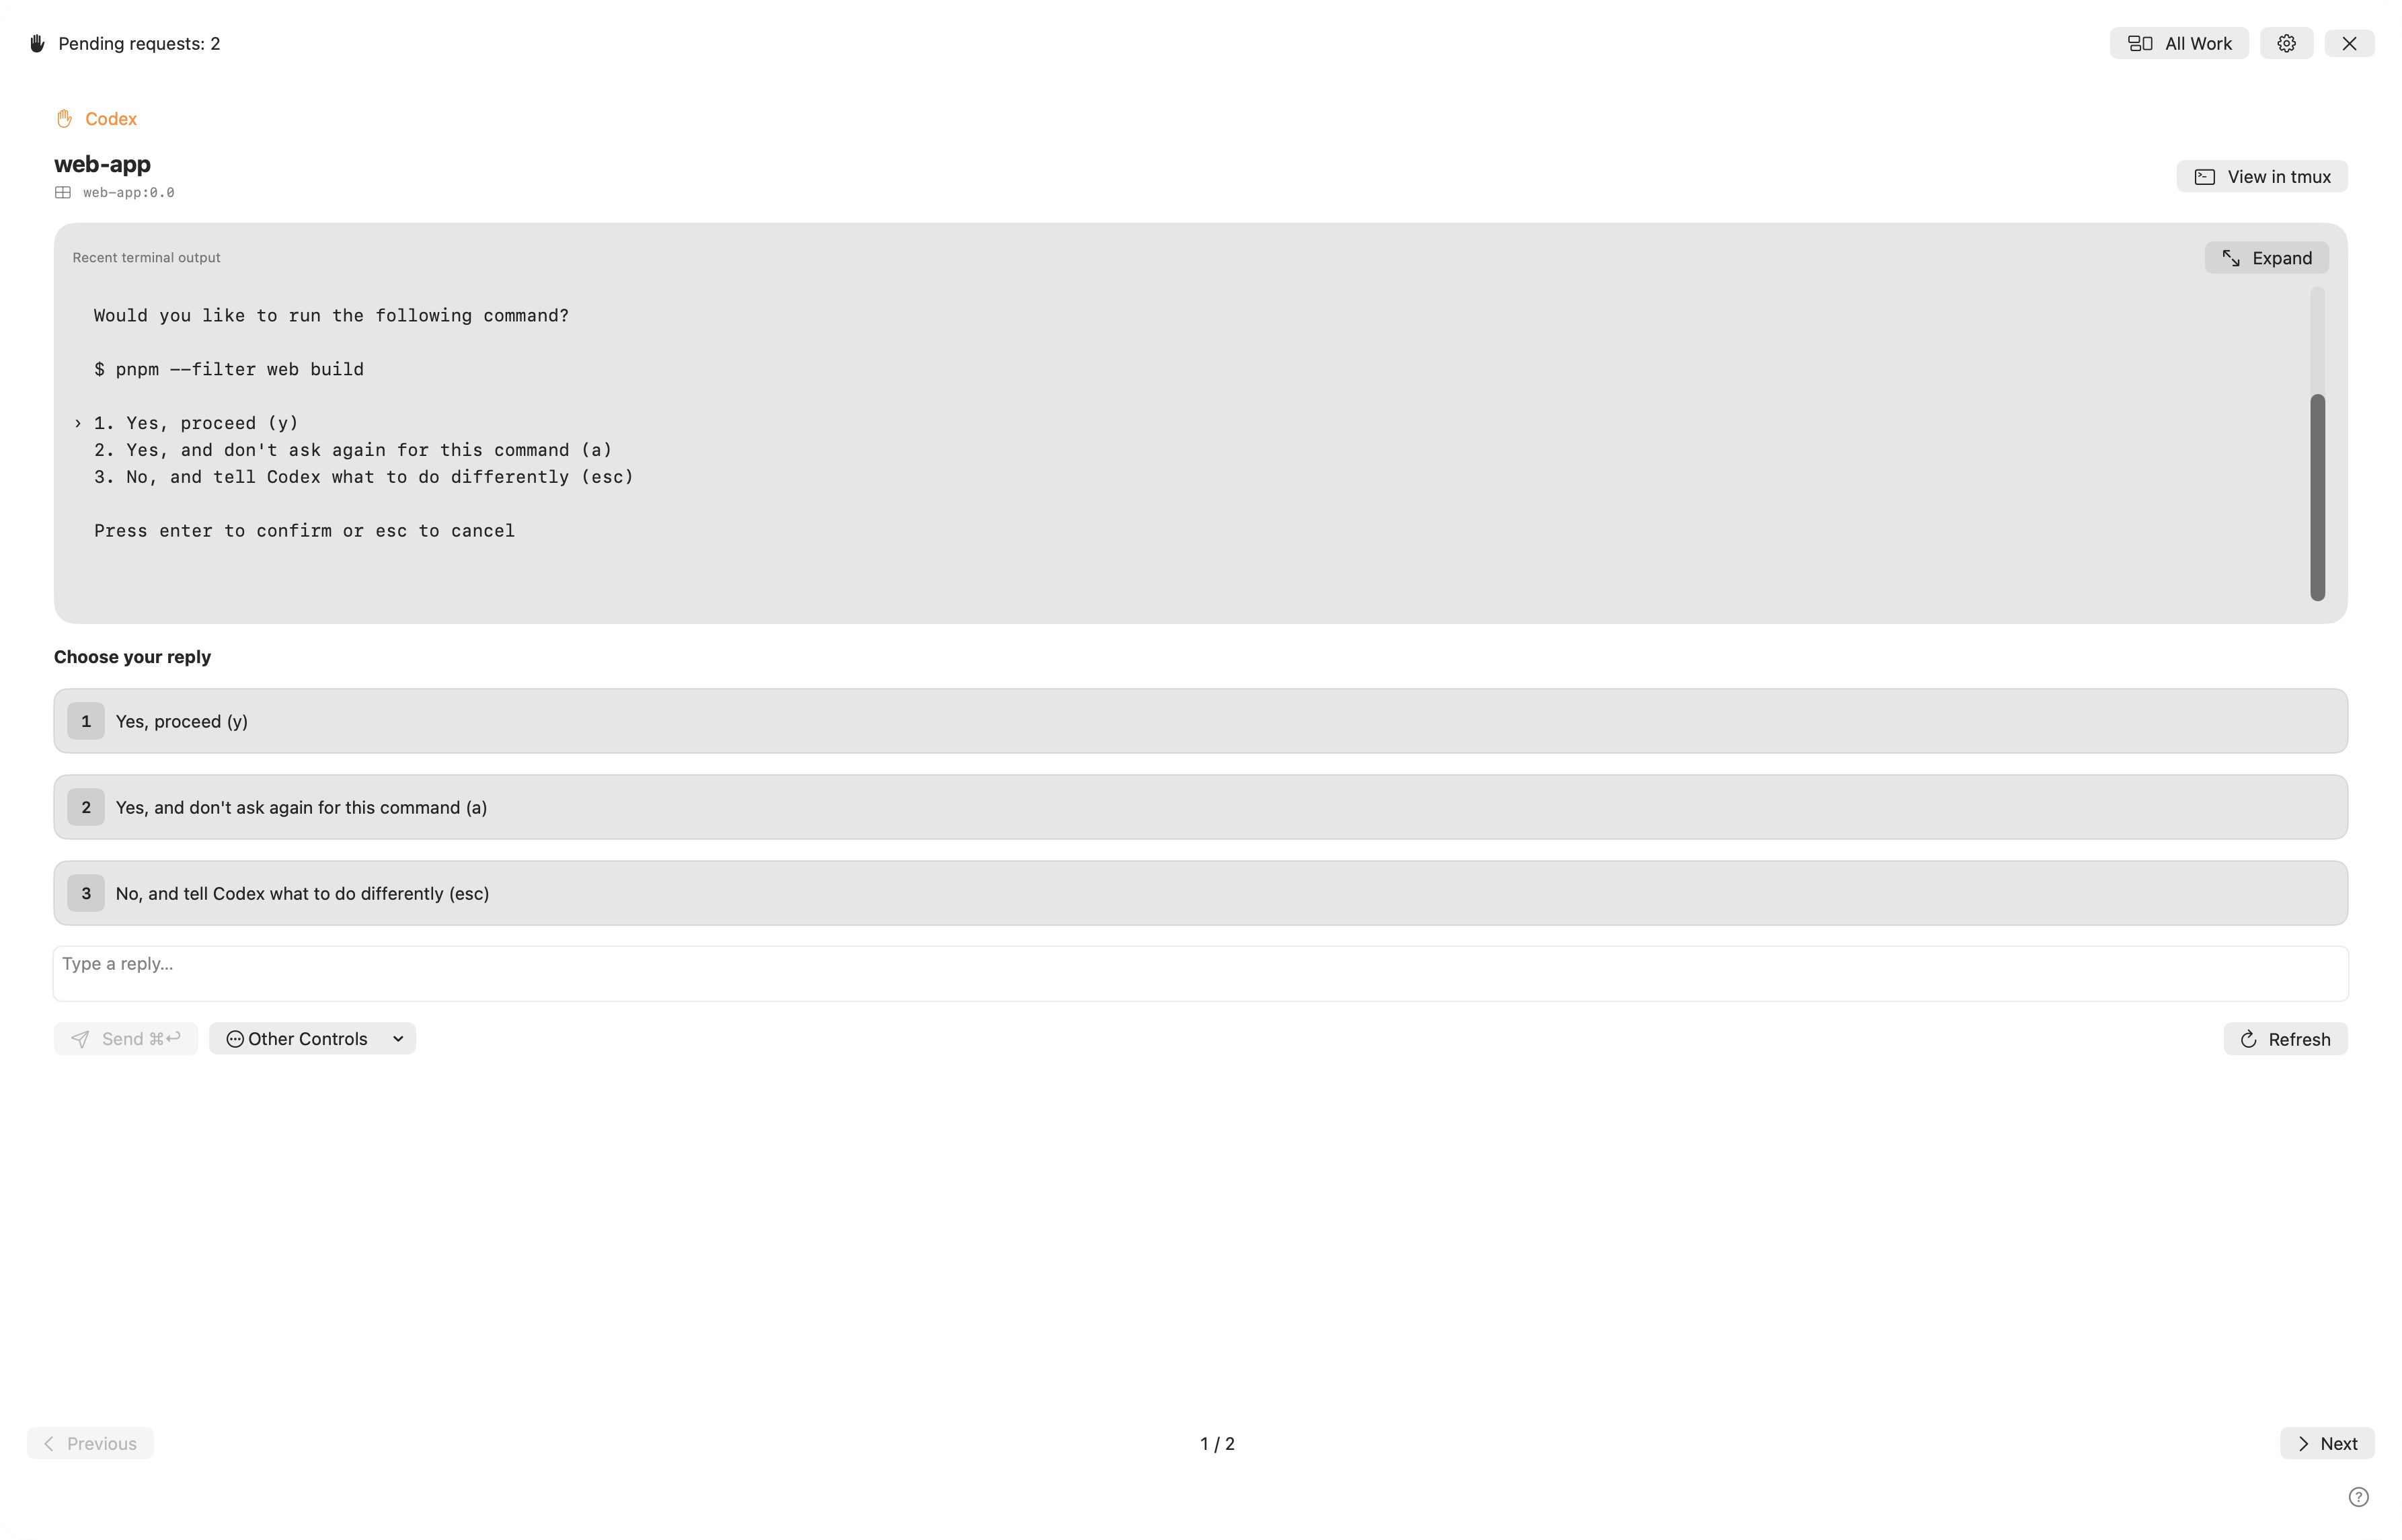 Pending requests: 2
All Work
Codex
web-app
web-app:0.0
View in tmux
Recent terminal output
Expand
Would you like to run the following command?
$ pnpm --filter web build
› 1. Yes, proceed (y)
2. Yes, and don't ask again for this command (a)
3. No, and tell Codex what to do differently (esc)
Press enter to confirm or esc to cancel
Choose your reply
1 Yes, proceed (y)
2 Yes, and don't ask again for this command (a)
3 No, and tell Codex what to do differently (esc)
Type a reply...
Send ⌘↩
Other Controls
Refresh
Previous
1 / 2
Next